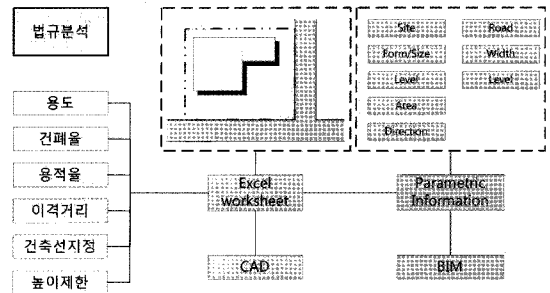 법규분석
용도
건폐율
용적율
이격거리
건축선지정
높이제한
Site
Road
Form/Size
Width
Level
Level
Area
Direction
Excel
worksheet
Parametric
Information
CAD
BIM